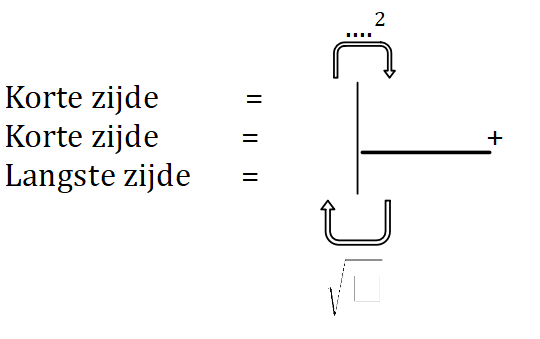 ....²
Korte zijde =
Korte zijde = +
Langste zijde =
√